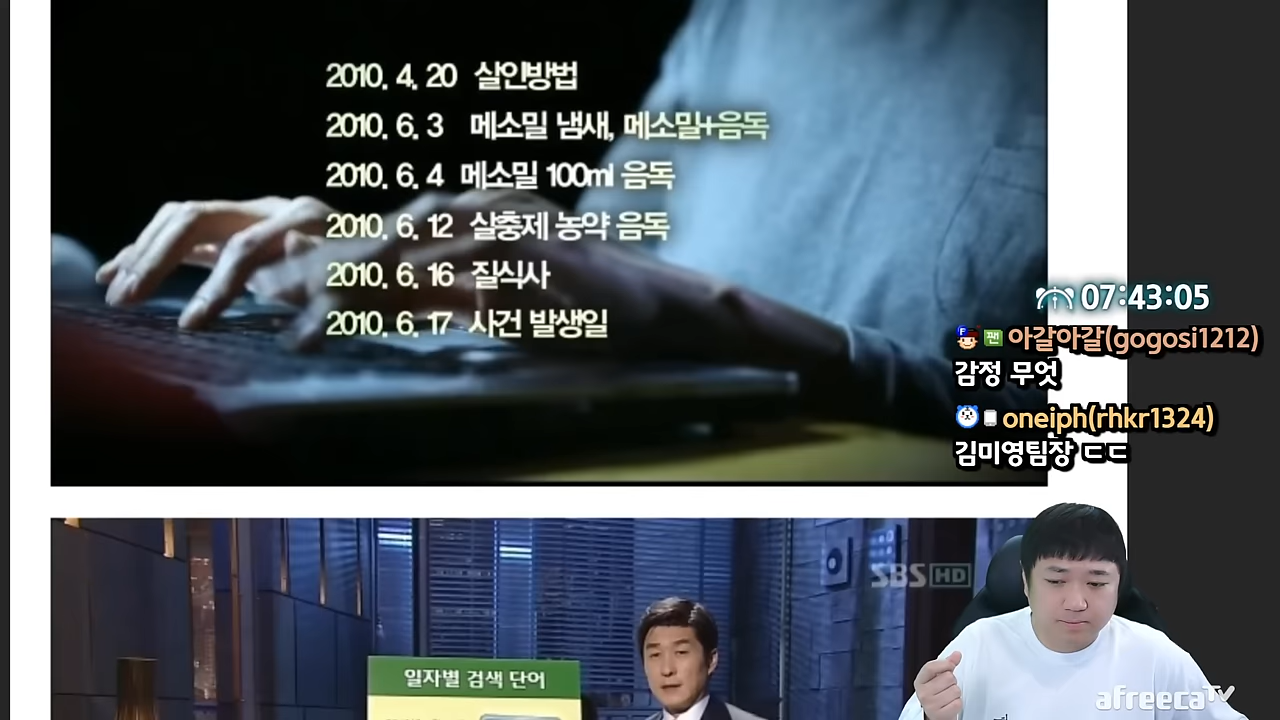 2010. 4. 20 살인방법
2010. 6. 3 메소밀 냄새, 메소밀+음독
2010. 6. 4 메소밀 100ml 음독
2010. 6. 12 살충제 농약 음독
2010. 6. 16 질식사
2010. 6. 17 사건 발생일
07:43:05
F 팬 아갈아갈(gogosi1212)
감정 무엇
oneiph(rhkr1324)
김미영팀장 ㄷㄷ
SBS HD
일자별 검색 단어
afreecaTV